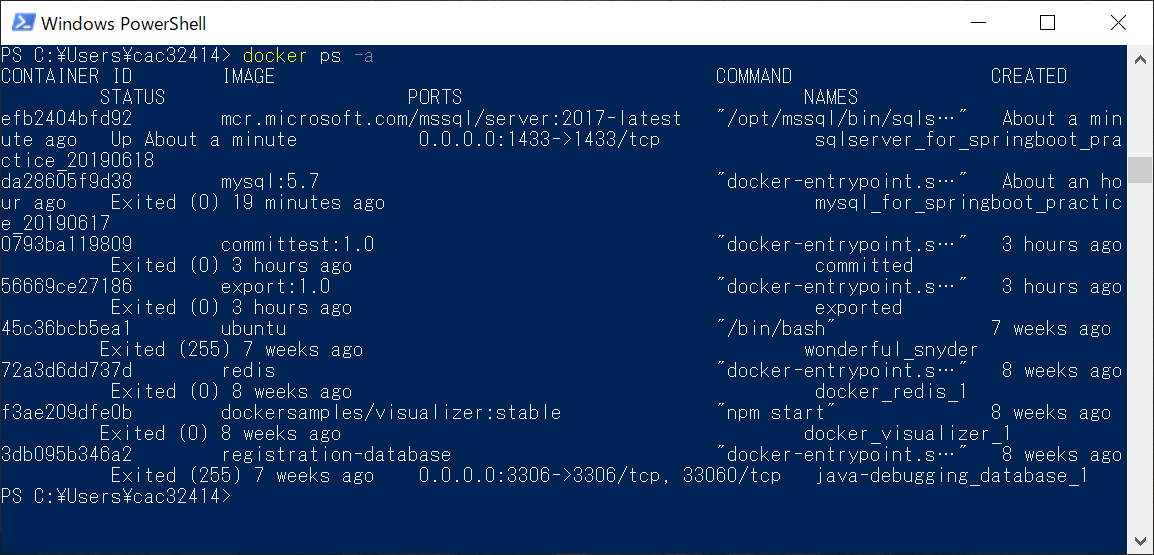 Windows PowerShell
PS C:¥Users¥cac32414> docker ps -a
CONTAINER ID        IMAGE                                        COMMAND                  CREATED
         STATUS                      PORTS                               NAMES
efb2404bfd92        mcr.microsoft.com/mssql/server:2017-latest   "/opt/mssql/bin/sqls…"   About a min
ute ago   Up About a minute           0.0.0.0:1433->1433/tcp              sqlserver_for_springboot_pra
ctice_20190618
da28605f9d38        mysql:5.7                                    "docker-entrypoint.s…"   About an ho
ur ago    Exited (0) 19 minutes ago                                       mysql_for_springboot_practic
e_20190617
0793ba119809        committest:1.0                               "docker-entrypoint.s…"   3 hours ago
          Exited (0) 3 hours ago                                          committed
56669ce27186        export:1.0                                   "docker-entrypoint.s…"   3 hours ago
          Exited (0) 3 hours ago                                          exported
45c36bcb5ea1        ubuntu                                       "/bin/bash"              7 weeks ago
         Exited (255) 7 weeks ago                                        wonderful_snyder
72a3d6dd737d        redis                                        "docker-entrypoint.s…"   8 weeks ago
          Exited (0) 8 weeks ago                                          docker_redis_1
f3ae209dfe0b        dockersamples/visualizer:stable              "npm start"              8 weeks ago
         Exited (0) 8 weeks ago                                          docker_visualizer_1
3db095b346a2        registration-database                        "docker-entrypoint.s…"   8 weeks ago
          Exited (255) 7 weeks ago    0.0.0.0:3306->3306/tcp, 33060/tcp   java-debugging_database_1
PS C:¥Users¥cac32414>